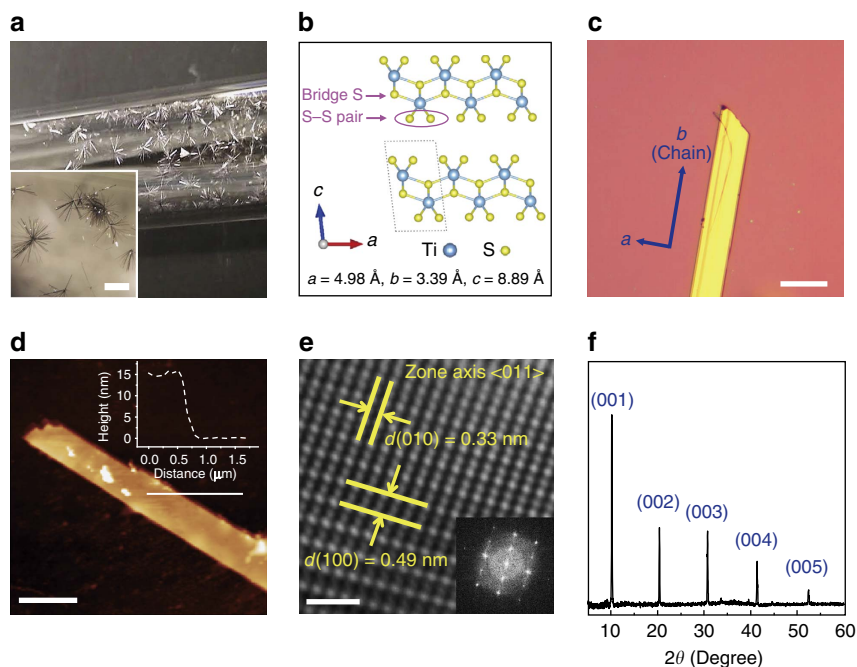 a
b
Bridge S
S–S pair
c
a
Ti
S
a = 4.98 Å, b = 3.39 Å, c = 8.89 Å
c
b
(Chain)
a
d
Height (nm)
15
10
5
0
0.0 0.5 1.0 1.5
Distance (μm)
e
Zone axis <011>
d(010) = 0.33 nm
d(100) = 0.49 nm
f
(001)
(002)
(003)
(004)
(005)
10 20 30 40 50 60
2θ (Degree)